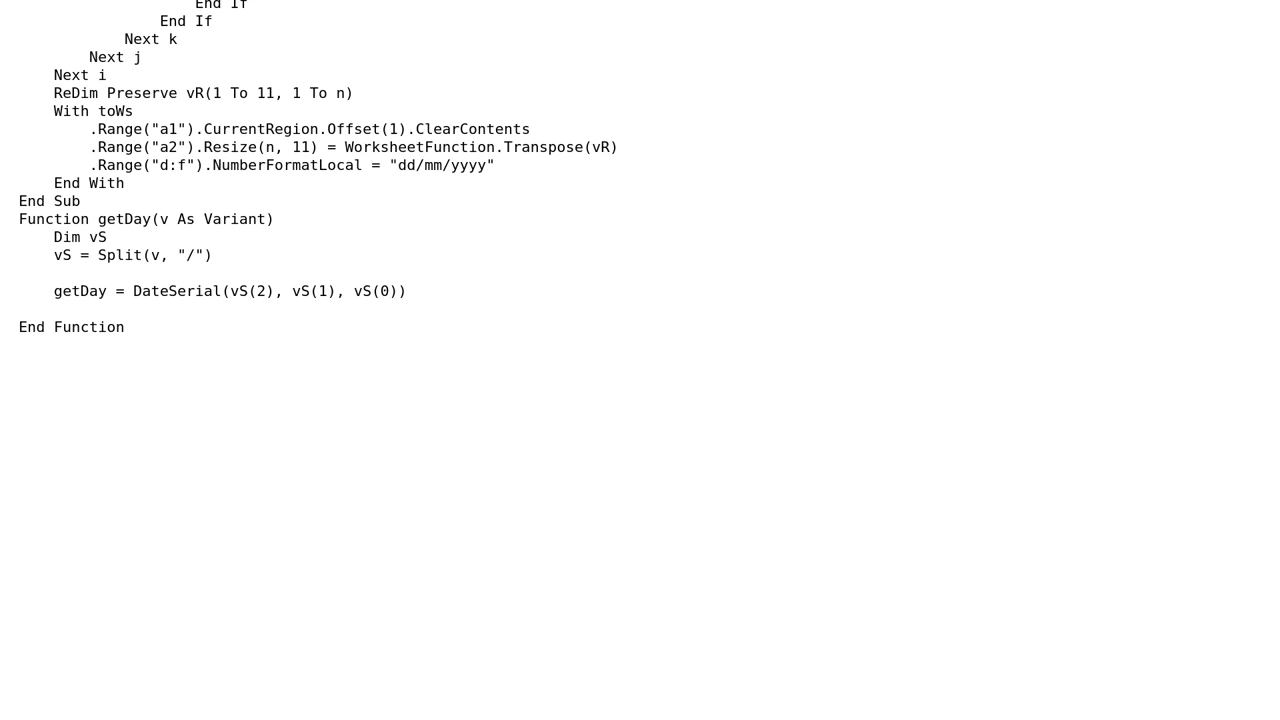 End If
                End If
            Next k
        Next j
    Next i
    ReDim Preserve vR(1 To 11, 1 To n)
    With toWs
        .Range("a1").CurrentRegion.Offset(1).ClearContents
        .Range("a2").Resize(n, 11) = WorksheetFunction.Transpose(vR)
        .Range("d:f").NumberFormatLocal = "dd/mm/yyyy"
    End With
End Sub
Function getDay(v As Variant)
    Dim vS
    vS = Split(v, "/")
    getDay = DateSerial(vS(2), vS(1), vS(0))
End Function